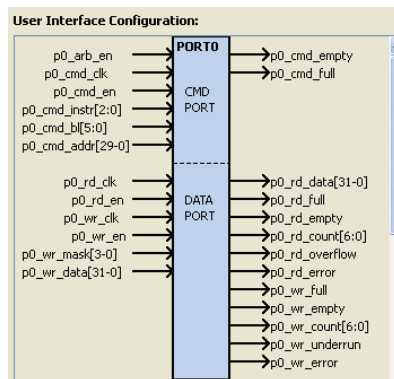 User Interface Configuration:
PORT0
p0_arb_en
p0_cmd_empty
p0_cmd_clk
p0_cmd_full
p0_cmd_en
CMD
p0_cmd_instr[2:0]
PORT
p0_cmd_bl[5:0]
p0_cmd_addr[29-0]
p0_rd_clk
p0_rd_data[31-0]
p0_rd_en
DATA
p0_rd_full
p0_wr_clk
PORT
p0_rd_empty
p0_wr_en
p0_rd_count[6:0]
p0_wr_mask[3-0]
p0_rd_overflow
p0_wr_data[31-0]
p0_rd_error
p0_wr_full
p0_wr_empty
p0_wr_count[6:0]
p0_wr_underrun
p0_wr_error